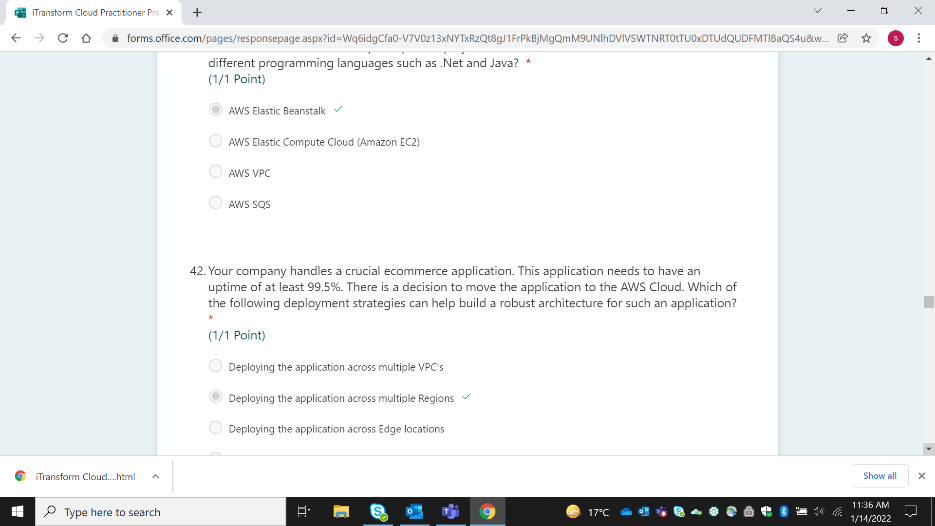 iTransform Cloud Practitioner Pra
forms.office.com/pages/responsepage.aspx?id=Wq6idgCfa0-V7V0z13xNYTxRzQt8gJ1FrPkBjMgQmM9UNlhDVlVSWTNRT0tTU0xDTUdQUDFMTlBaQS4u&w...
S
different programming languages such as .Net and Java? *
(1/1 Point)
AWS Elastic Beanstalk
AWS Elastic Compute Cloud (Amazon EC2)
AWS VPC
AWS SQS
42. Your company handles a crucial ecommerce application. This application needs to have an
uptime of at least 99.5%. There is a decision to move the application to the AWS Cloud. Which of
the following deployment strategies can help build a robust architecture for such an application?
*
(1/1 Point)
Deploying the application across multiple VPC's
Deploying the application across multiple Regions
Deploying the application across Edge locations
iTransform Cloud....html
Show all
Type here to search
17°C
11:36 AM
1/14/2022